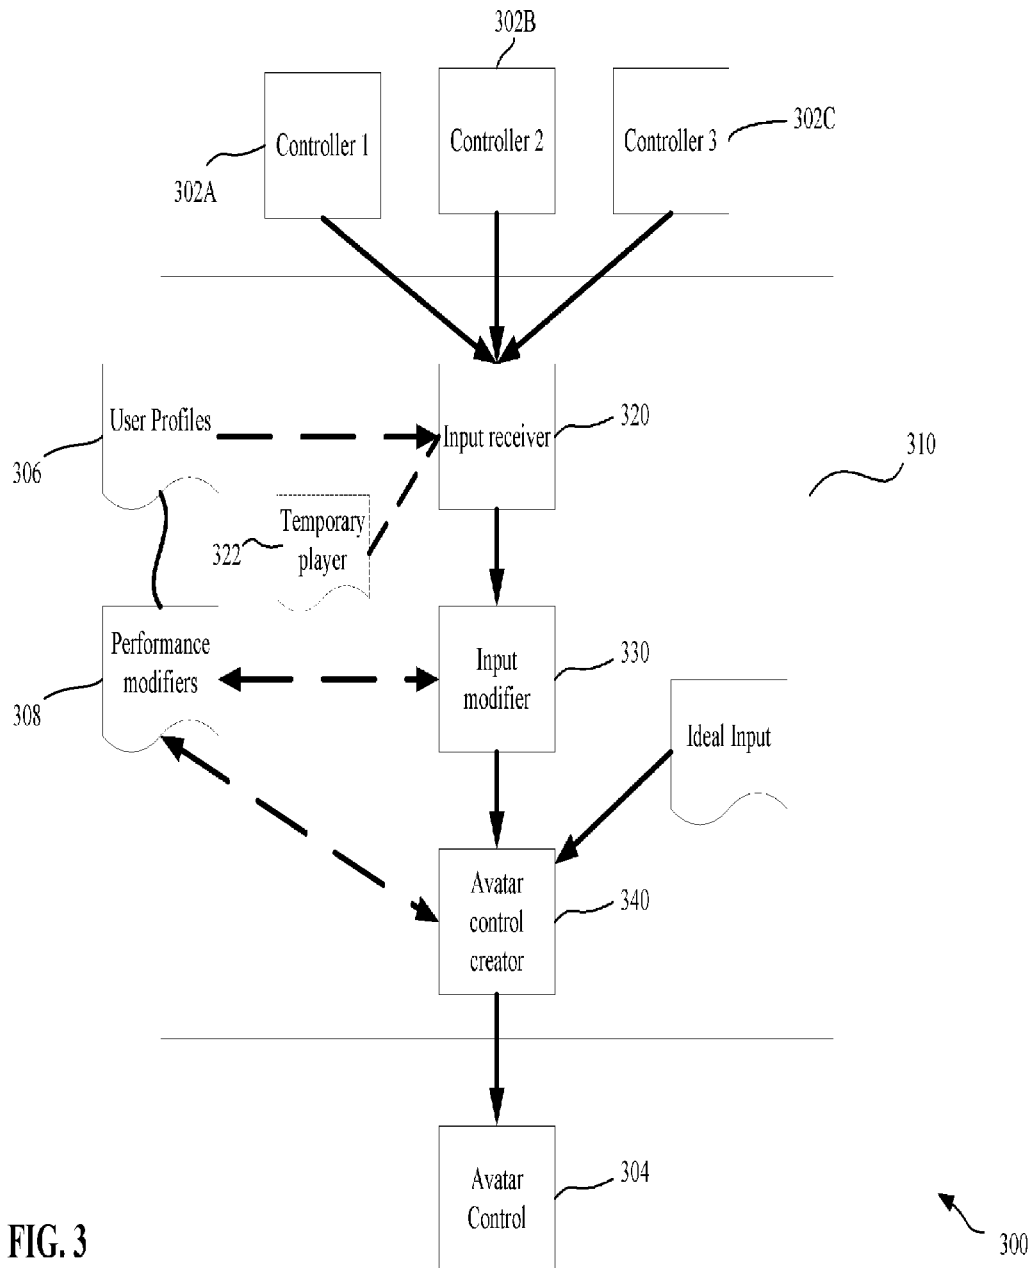 302B
Controller 1
Controller 2
Controller 3
302C
302A
User Profiles
Input receiver
320
306
310
Temporary
player
322
Performance
modifiers
308
Input
modifier
330
Ideal Input
Avatar
control
creator
340
Avatar
Control
304
FIG. 3
300